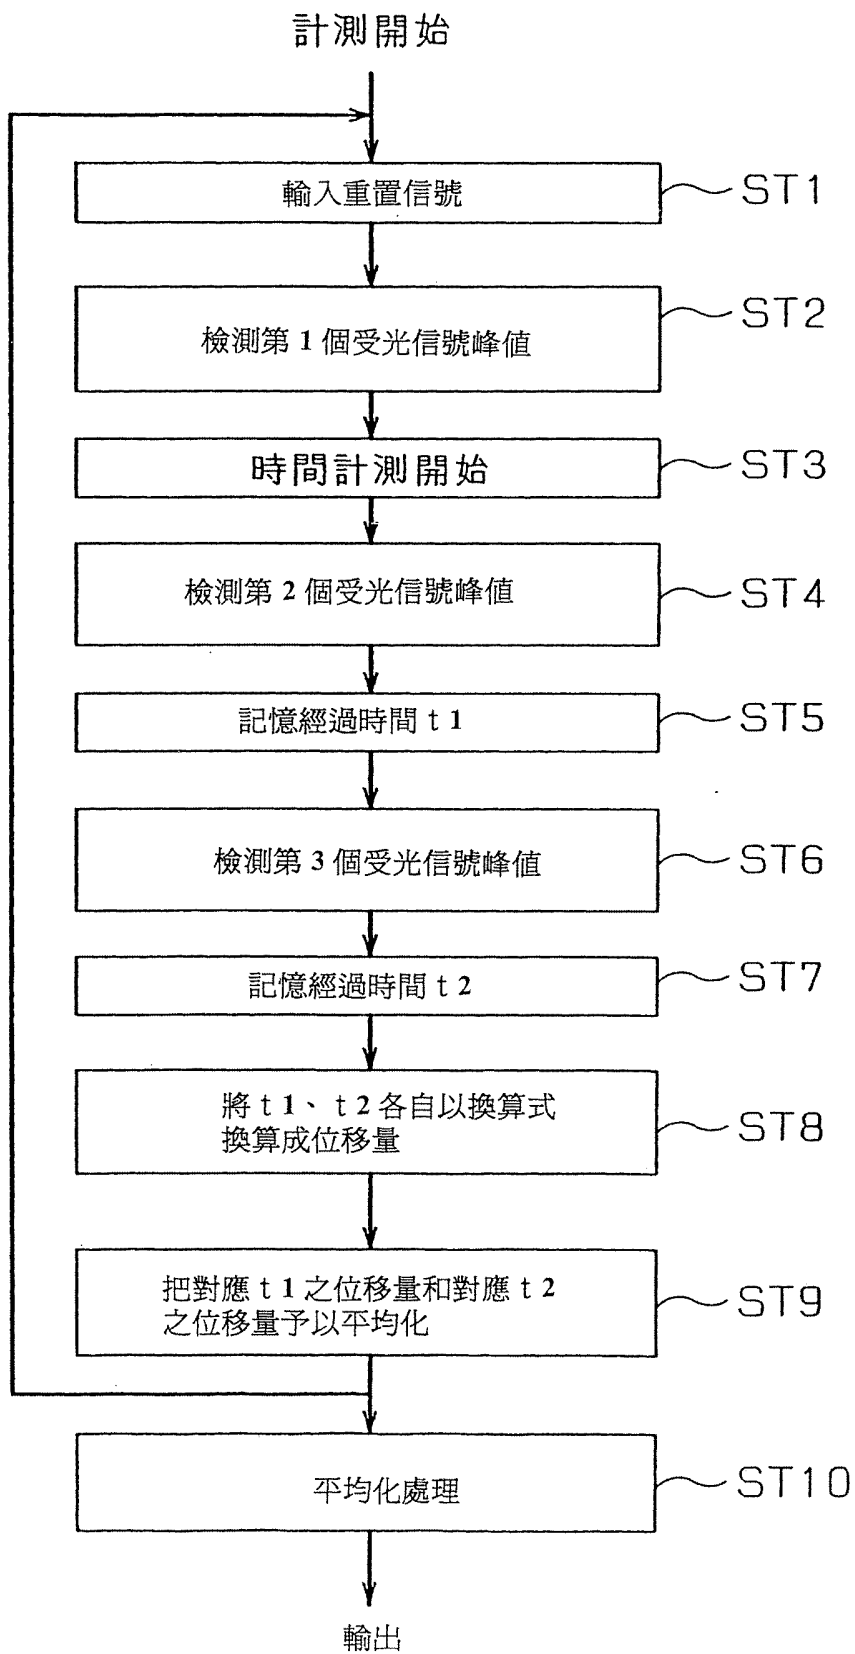 計測開始
輸入重置信號
ST1
檢測第1個受光信號峰值
ST2
時間計測開始
ST3
檢測第2個受光信號峰值
ST4
記憶經過時間t1
ST5
檢測第3個受光信號峰值
ST6
記憶經過時間t2
ST7
將t1、t2各自以換算式
換算成位移量
ST8
把對應t1之位移量和對應t2
之位移量予以平均化
ST9
平均化處理
ST10
輸出